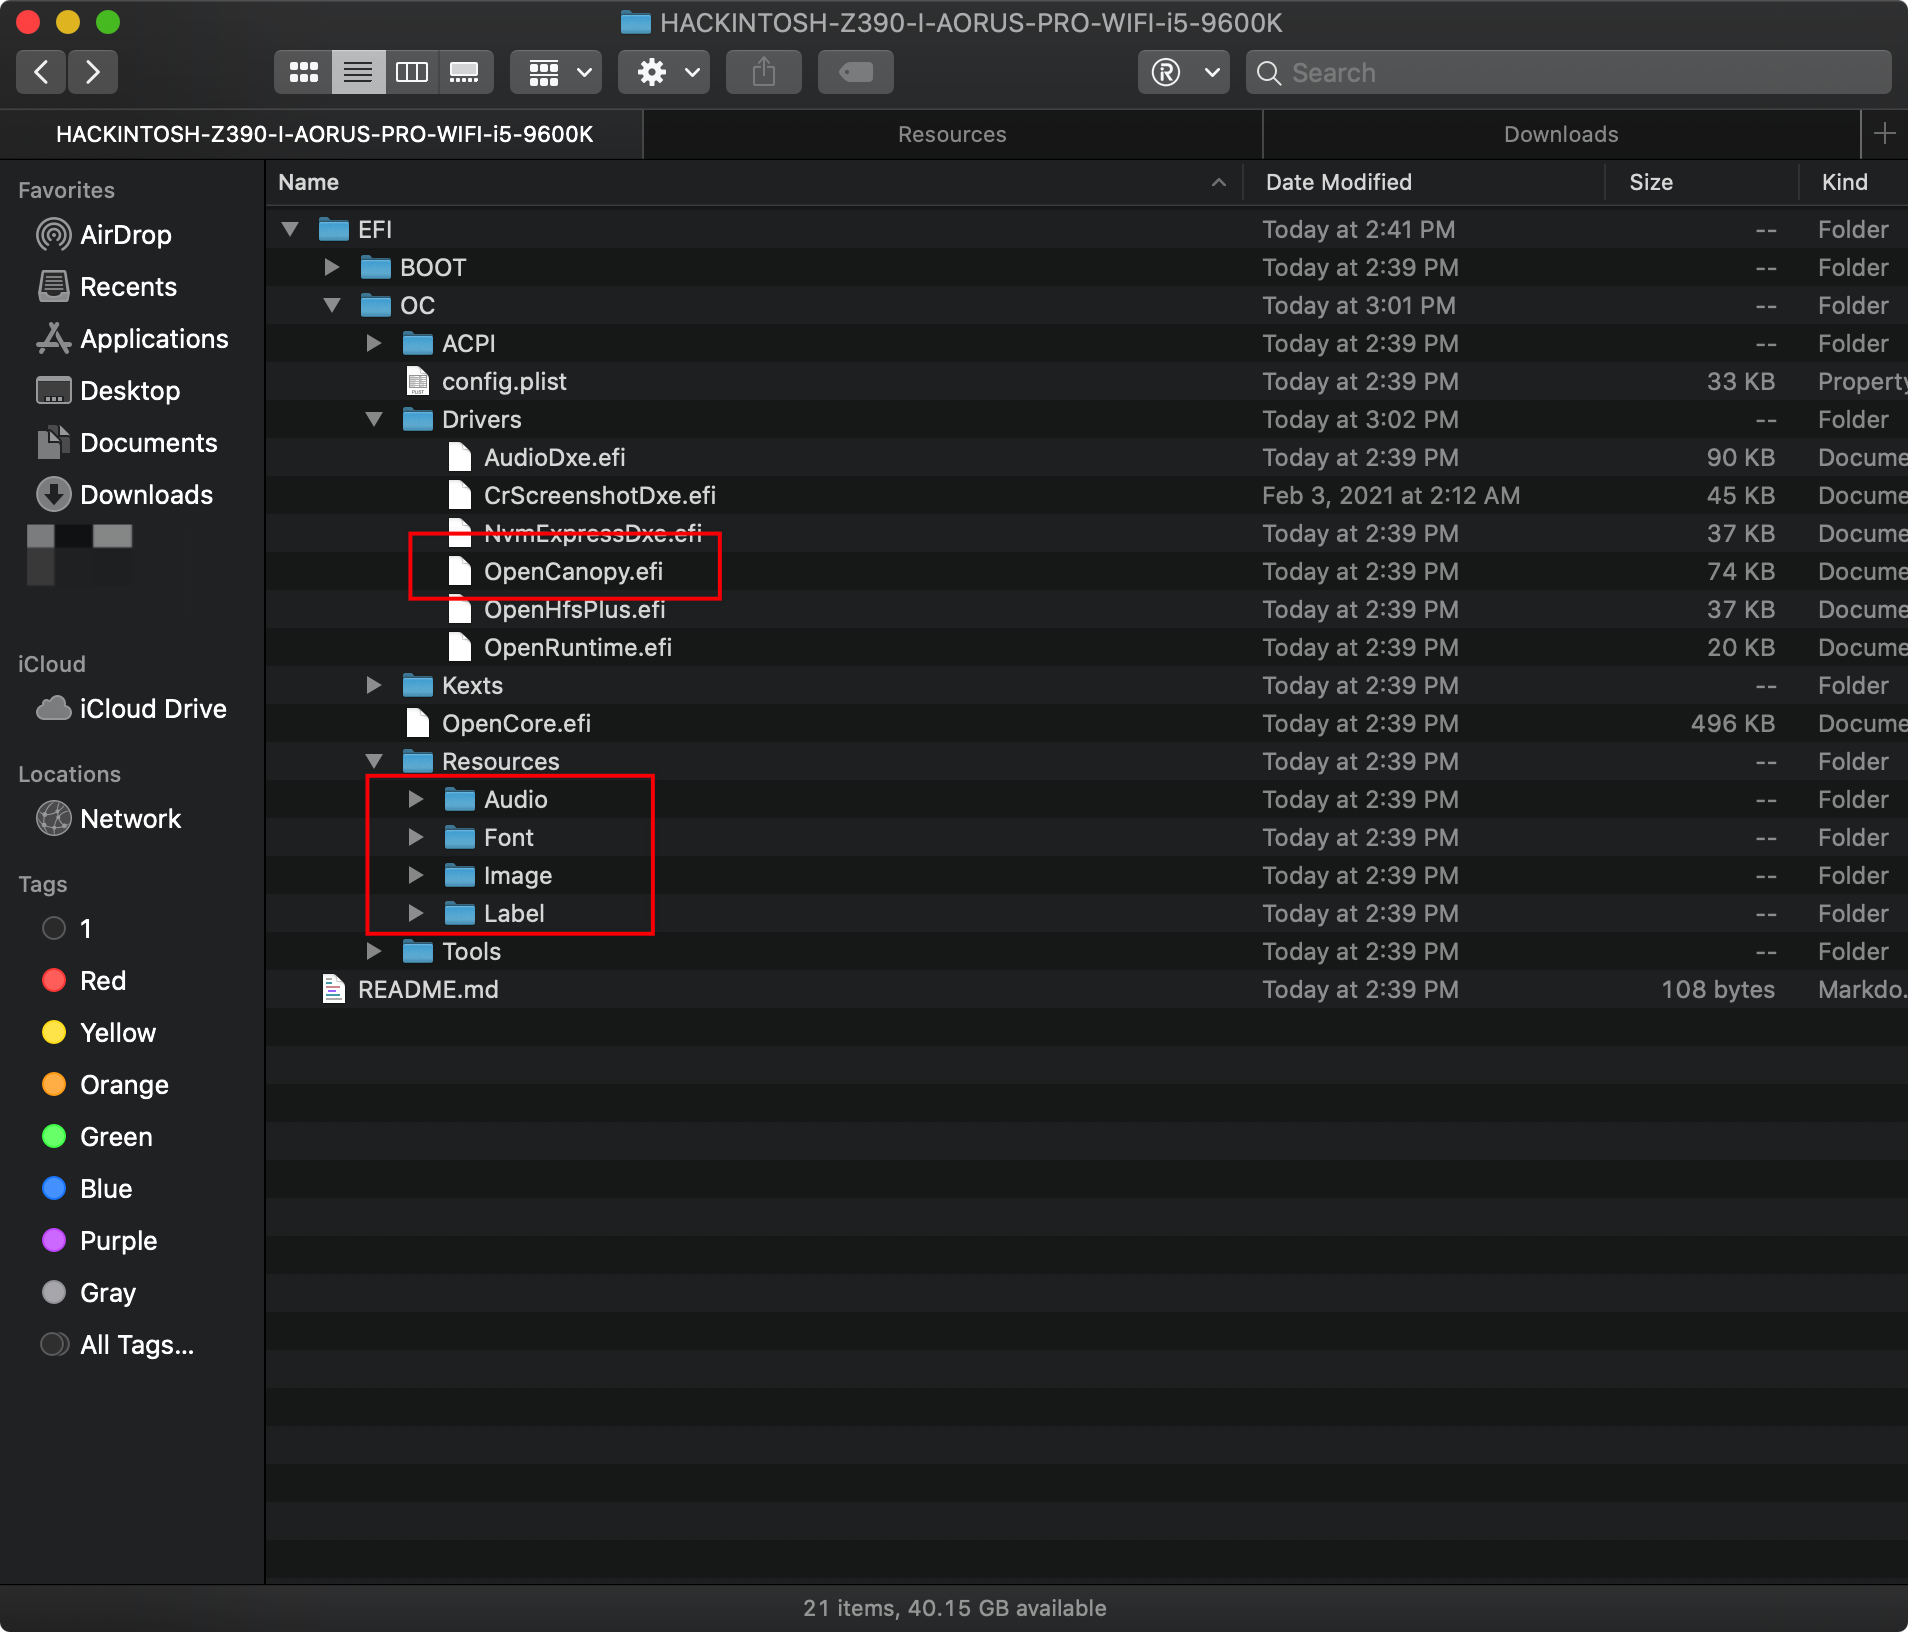 HACKINTOSH-Z390-I-AORUS-PRO-WIFI-i5-9600K
Search
HACKINTOSH-Z390-I-AORUS-PRO-WIFI-i5-9600K Resources Downloads
Favorites
AirDrop
Recents
Applications
Desktop
Documents
Downloads
iCloud
iCloud Drive
Locations
Network
Tags
1
Red
Yellow
Orange
Green
Blue
Purple
Gray
All Tags...
Name Date Modified Size Kind
EFI Today at 2:41 PM -- Folder
BOOT Today at 2:39 PM -- Folder
OC Today at 3:01 PM -- Folder
ACPI Today at 2:39 PM -- Folder
config.plist Today at 2:39 PM 33 KB Property
Drivers Today at 3:02 PM -- Folder
AudioDxe.efi Today at 2:39 PM 90 KB Docume
CrScreenshotDxe.efi Feb 3, 2021 at 2:12 AM 45 KB Docume
NvmExpressDxe.efi Today at 2:39 PM 37 KB Docume
OpenCanopy.efi Today at 2:39 PM 74 KB Docume
OpenHfsPlus.efi Today at 2:39 PM 37 KB Docume
OpenRuntime.efi Today at 2:39 PM 20 KB Docume
Kexts Today at 2:39 PM -- Folder
OpenCore.efi Today at 2:39 PM 496 KB Docume
Resources Today at 2:39 PM -- Folder
Audio Today at 2:39 PM -- Folder
Font Today at 2:39 PM -- Folder
Image Today at 2:39 PM -- Folder
Label Today at 2:39 PM -- Folder
Tools Today at 2:39 PM -- Folder
README.md Today at 2:39 PM 108 bytes Markdo.
21 items, 40.15 GB available